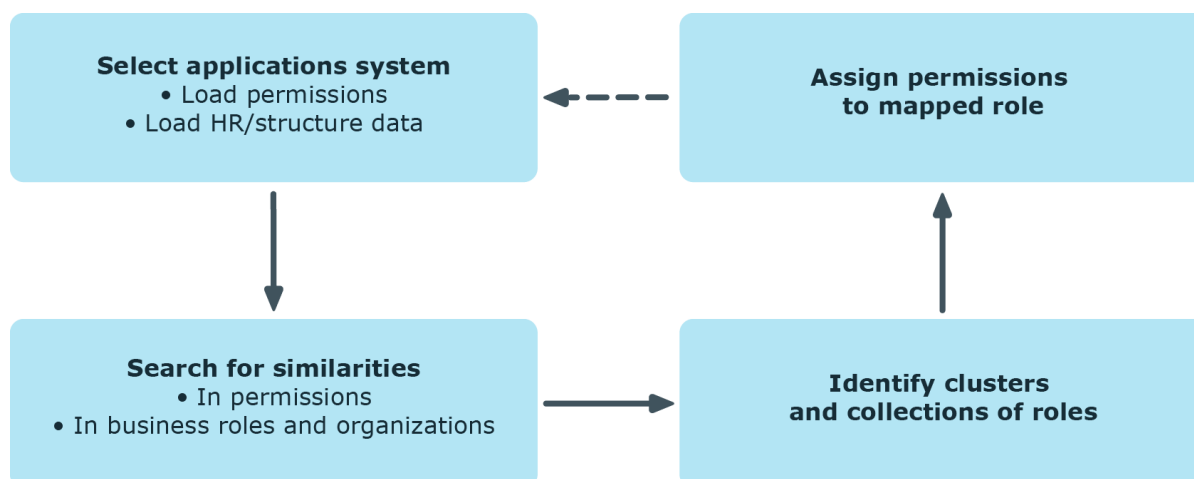 Select applications system
• Load permissions
• Load HR/structure data
Assign permissions
to mapped role
Search for similarities
• In permissions
• In business roles and organizations
Identify clusters
and collections of roles